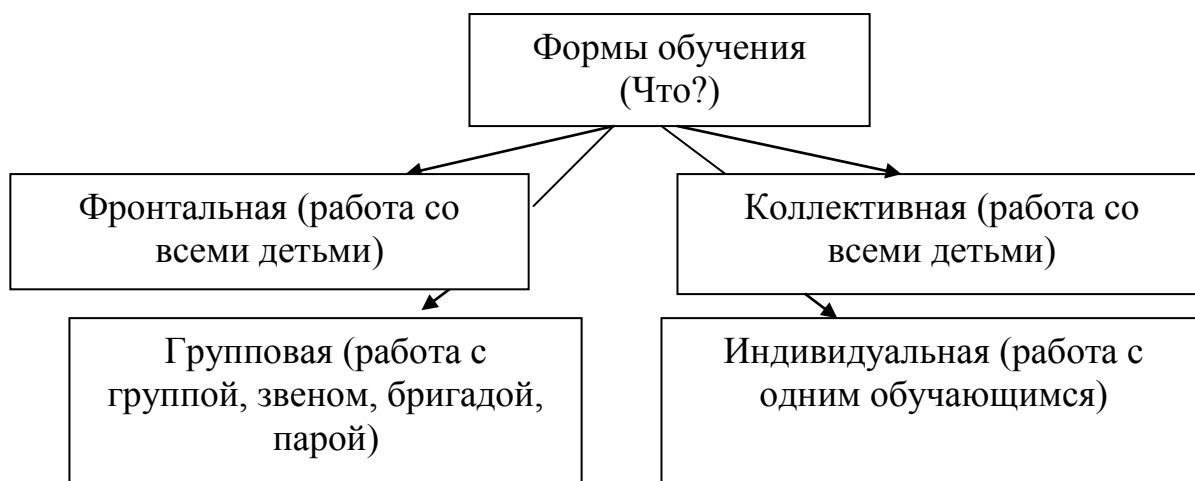 Формы обучения
(Что?)
Фронтальная (работа со
всеми детьми)
Коллективная (работа со
всеми детьми)
Групповая (работа с
группой, звеном, бригадой,
парой)
Индивидуальная (работа с
одним обучающимся)